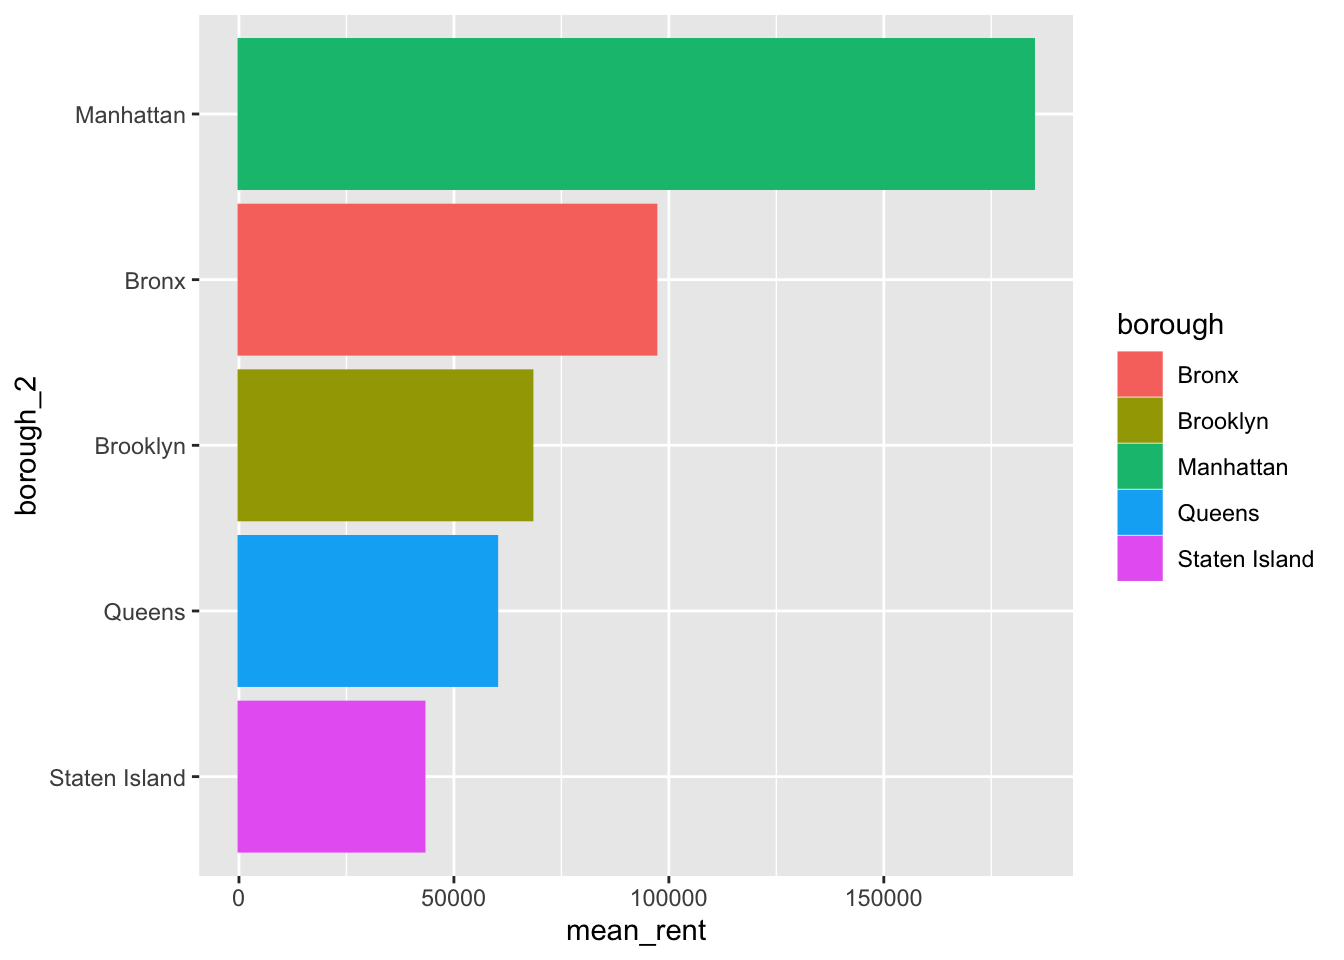 borough_2
Manhattan
Bronx
Brooklyn
Queens
Staten Island
0
50000
100000
150000
mean_rent
borough
Bronx
Brooklyn
Manhattan
Queens
Staten Island